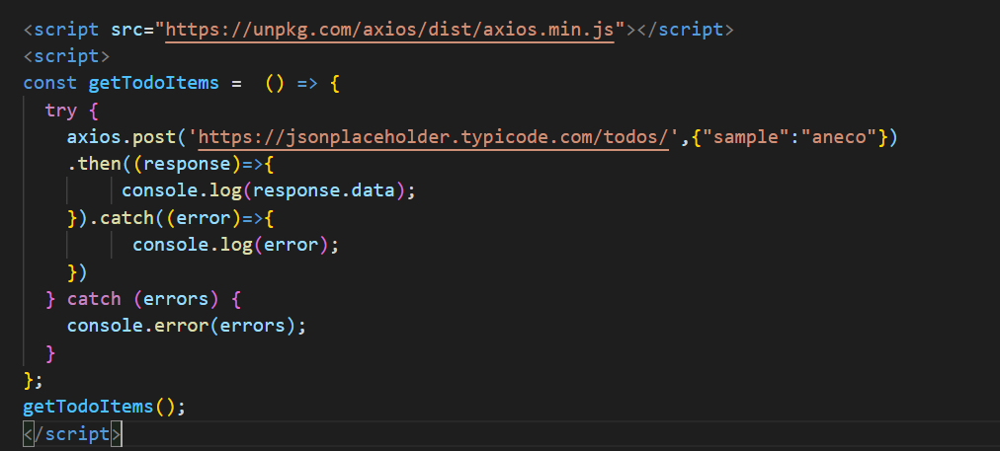 <script src="https://unpkg.com/axios/dist/axios.min.js"></script>
<script>
const getTodoItems =  () => {
  try {
    axios.post('https://jsonplaceholder.typicode.com/todos/',{"sample":"aneco"})
    .then((response)=>{
         console.log(response.data);
    }).catch((error)=>{
          console.log(error);
    })
  } catch (errors) {
    console.error(errors);
  }
};
getTodoItems();
</script>